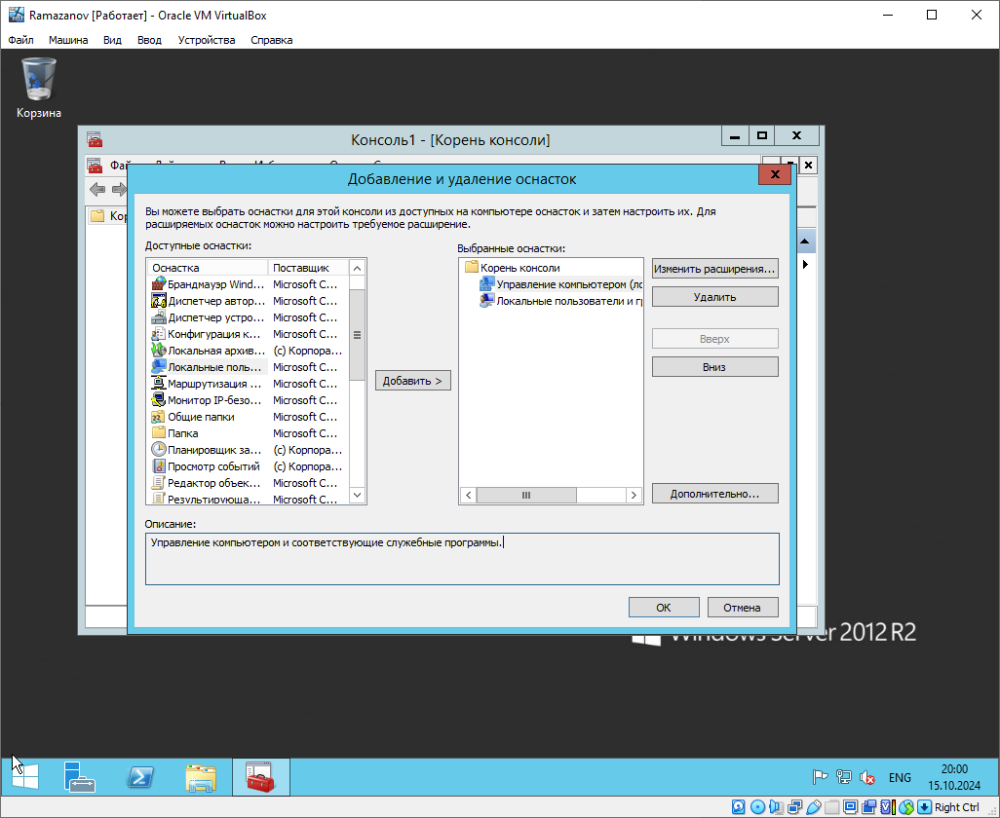 Ramazanov [Работает] - Oracle VM VirtualBox
Файл Машина Вид Ввод Устройства Справка
Корзина
Консоль1 - [Корень консоли]
Добавление и удаление оснасток
Вы можете выбрать оснастки для этой консоли из доступных на компьютере оснасток и затем настроить их. Для
расширяемых оснасток можно настроить требуемое расширение.
Доступные оснастки:
Выбранные оснастки:
Оснастка Поставщик
Брандмауэр Wind... Microsoft C...
Диспетчер автор... Microsoft C...
Диспетчер устро... Microsoft C...
Конфигурация к... Microsoft C...
Локальная архив... (c) Корпора...
Локальные поль... Microsoft C...
Маршрутизация ... Microsoft C...
Монитор IP-безо... Microsoft C...
Общие папки Microsoft C...
Папка Microsoft C...
Планировщик за... (c) Корпора...
Просмотр событий (c) Корпора...
Редактор объек... Microsoft C...
Результирующа... Microsoft C...
Добавить >
Корень консоли
Управление компьютером (ло
Локальные пользователи и гр
Изменить расширения...
Удалить
Вверх
Вниз
Дополнительно...
Описание:
Управление компьютером и соответствующие служебные программы.
ОК Отмена
Windows Server 2012 R2
ENG
20:00
15.10.2024
Right Ctrl